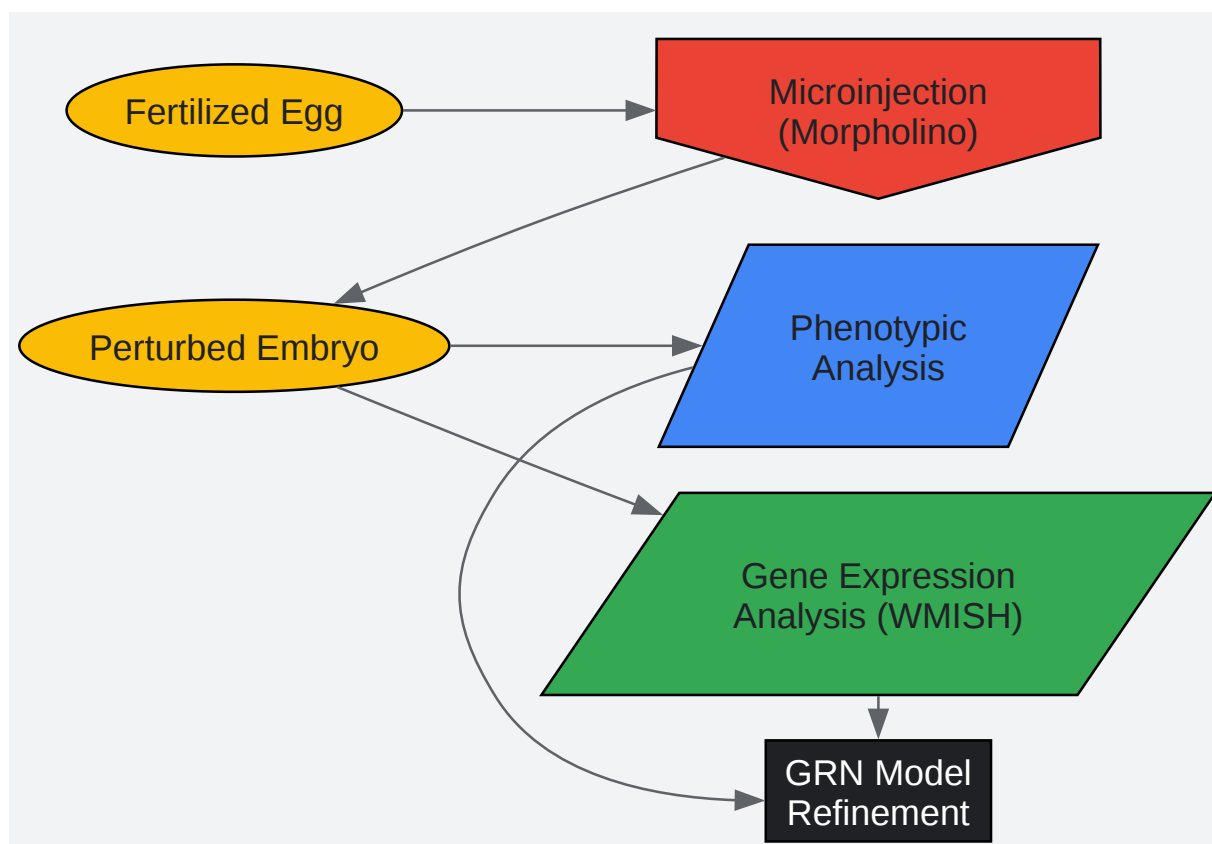 Fertilized Egg
Microinjection
(Morpholino)
Perturbed Embryo
Phenotypic
Analysis
Gene Expression
Analysis (WMISH)
GRN Model
Refinement